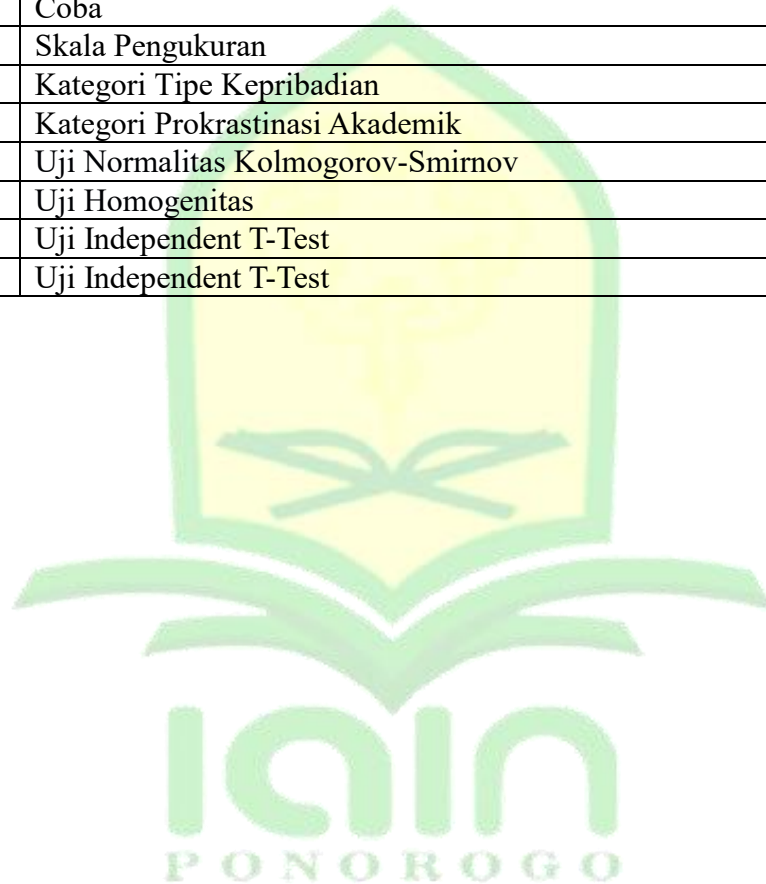 Coba
Skala Pengukuran
Kategori Tipe Kepribadian
Kategori Prokrastinasi Akademik
Uji Normalitas Kolmogorov-Smirnov
Uji Homogenitas
Uji Independent T-Test
Uji Independent T-Test
iain
PONOROGO